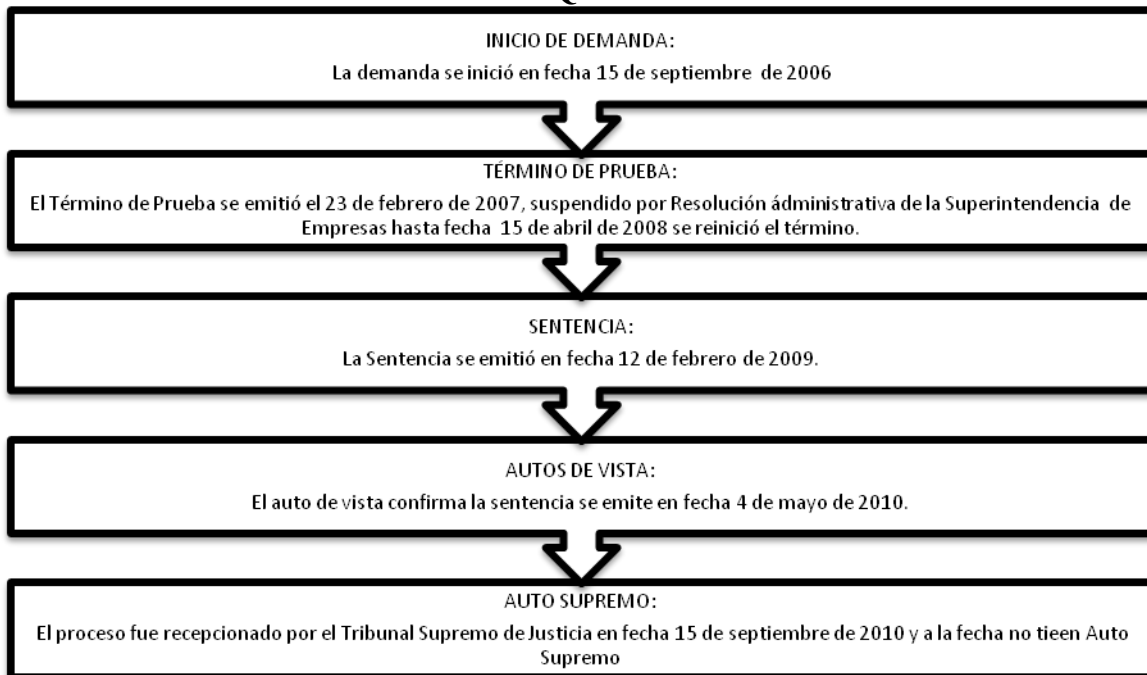 INICIO DE DEMANDA:
La demanda se inició en fecha 15 de septiembre de 2006
TÉRMINO DE PRUEBA:
El Término de Prueba se emitió el 23 de febrero de 2007, suspendido por Resolución ádministrativa de la Superintendencia de
Empresas hasta fecha 15 de abril de 2008 se reinició el término.
SENTENCIA:
La Sentencia se emitió en fecha 12 de febrero de 2009.
AUTOS DE VISTA:
El auto de vista confirma la sentencia se emite en fecha 4 de mayo de 2010.
AUTO SUPREMO:
El proceso fue recepcionado por el Tribunal Supremo de Justicia en fecha 15 de septiembre de 2010 y a la fecha no tieen Auto
Supremo